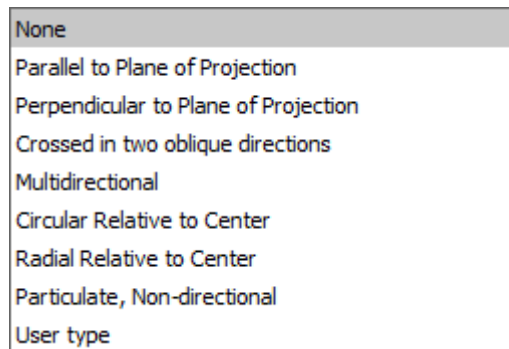 None
Parallel to Plane of Projection
Perpendicular to Plane of Projection
Crossed in two oblique directions
Multidirectional
Circular Relative to Center
Radial Relative to Center
Particulate, Non-directional
User type